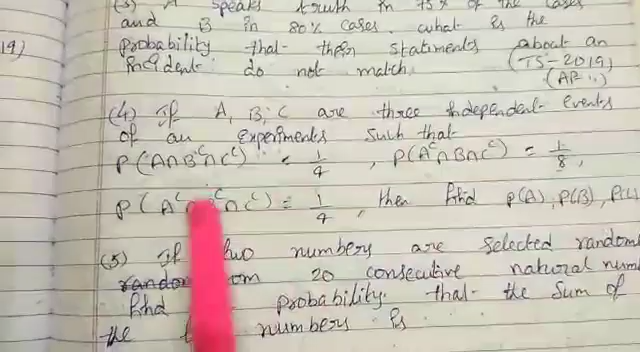 (3) A speaks truth in 75% of the cases
19) and B in 80% cases. what is the
probability that their statements about an
incident do not match. (TS-2019)
(AP ..)
(4) If A, B, C are three independent events
of an experiments such that
P(A∩B^C∩C^C) = 1/4, P(A^C∩B∩C^C) = 1/8,
P(A^C∩B^C∩C^C) = 1/4, then find P(A), P(B), P(C)
(5) If two numbers are selected random
from 20 consecutive natural num
find probability that the sum of
the numbers is